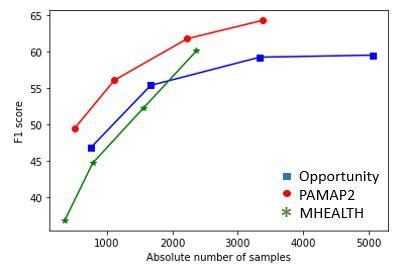 65
60
55
50
45
40
F1 score
Opportunity
PAMAP2
MHEALTH
1000 2000 3000 4000 5000
Absolute number of samples